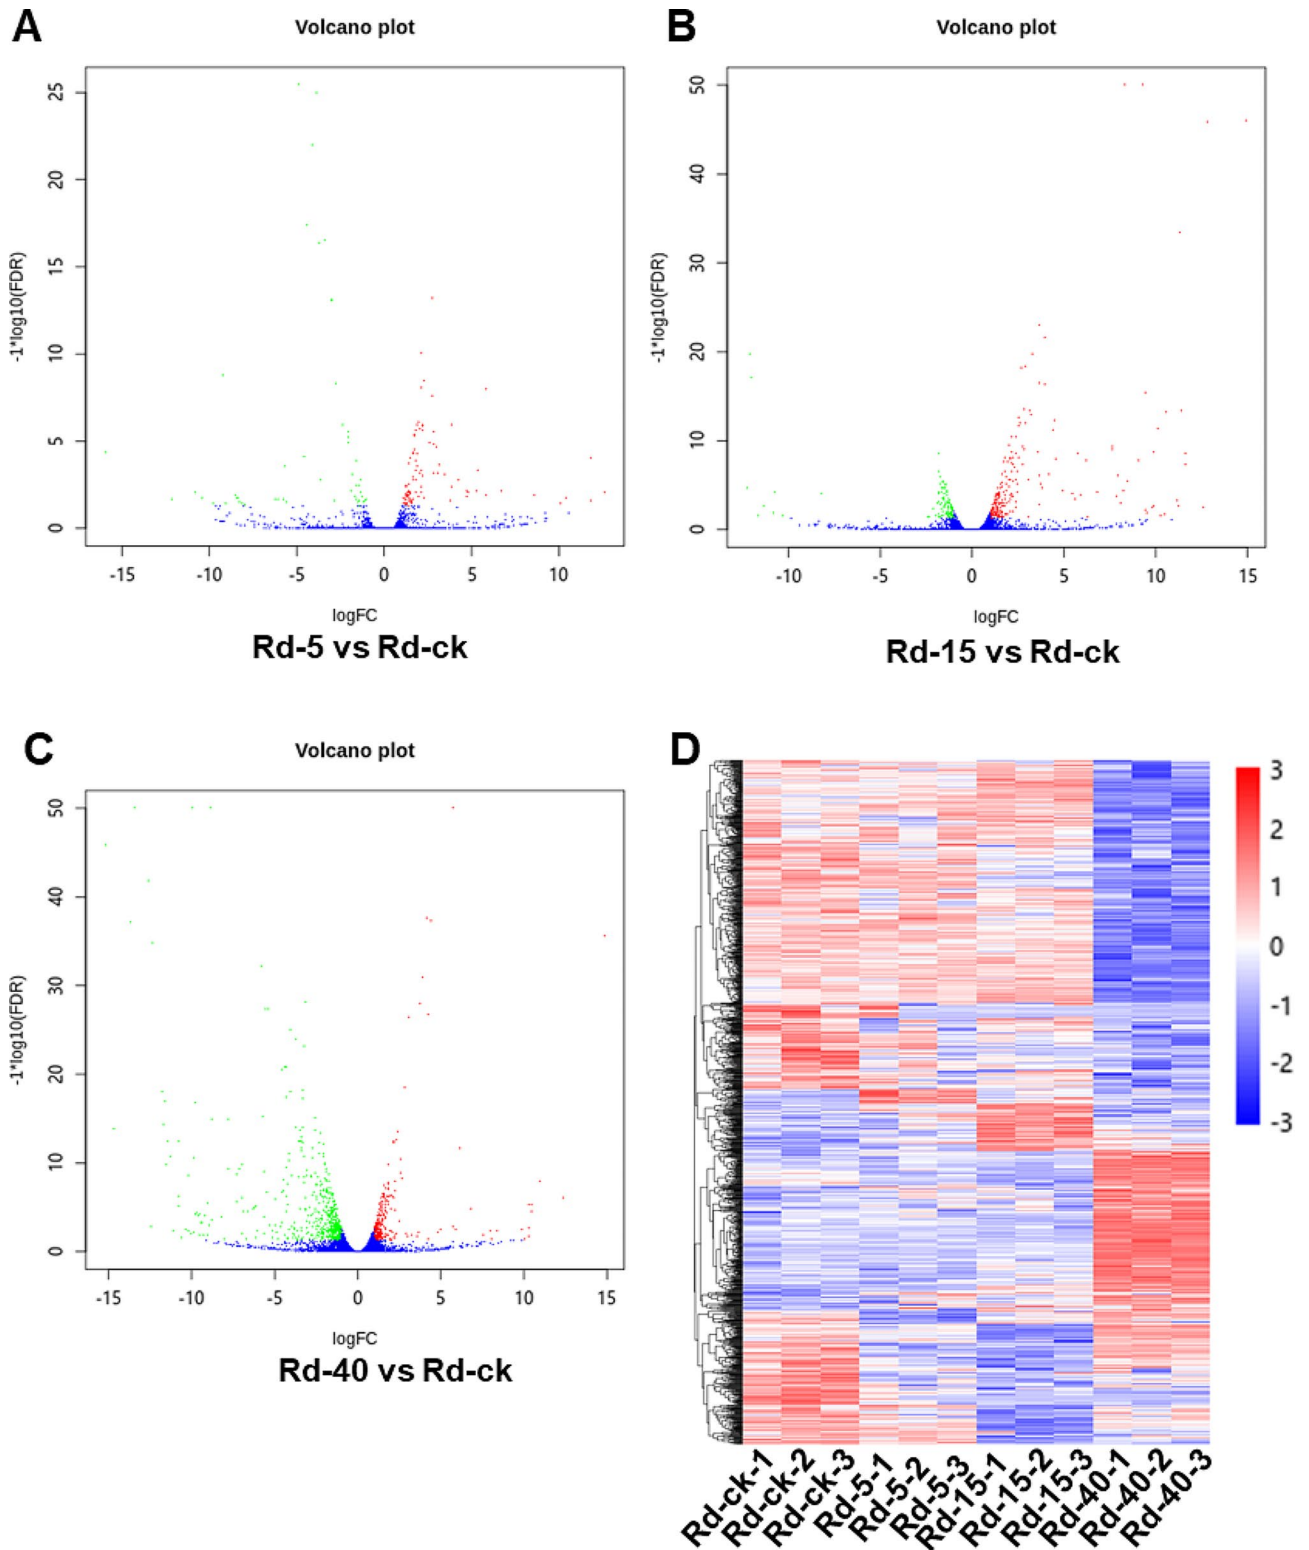 A
Volcano plot
25
20
15
10
5
0
-1*log10(FDR)
-15 -10 -5 0 5 10
logFC
Rd-5 vs Rd-ck
B
Volcano plot
50
40
30
20
10
0
-1*log10(FDR)
-10 -5 0 5 10 15
logFC
Rd-15 vs Rd-ck
C
Volcano plot
50
40
30
20
10
0
-1*log10(FDR)
-15 -10 -5 0 5 10 15
logFC
Rd-40 vs Rd-ck
D
3
2
1
0
-1
-2
-3
Rd-ck-1
Rd-ck-2
Rd-ck-3
Rd-5-1
Rd-5-2
Rd-5-3
Rd-15-1
Rd-15-2
Rd-15-3
Rd-40-1
Rd-40-2
Rd-40-3